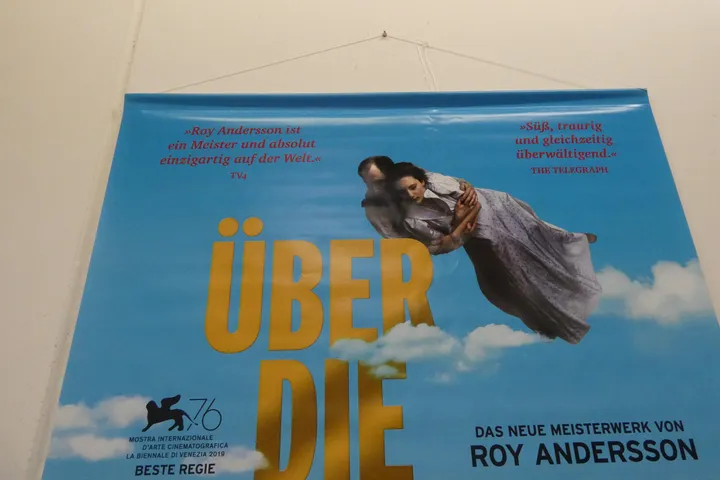 »Roy Andersson ist
ein Meister und absolut
einzigartig auf der Welt.«
TV4
»Süß, traurig
und gleichzeitig
überwältigend.«
THE TELEGRAPH
ÜBER
DIE
76
MOSTRA INTERNAZIONALE
D'ARTE CINEMATOGRAFICA
LA BIENNALE DI VENEZIA 2019
BESTE REGIE
DAS NEUE MEISTERWERK VON
ROY ANDERSSON